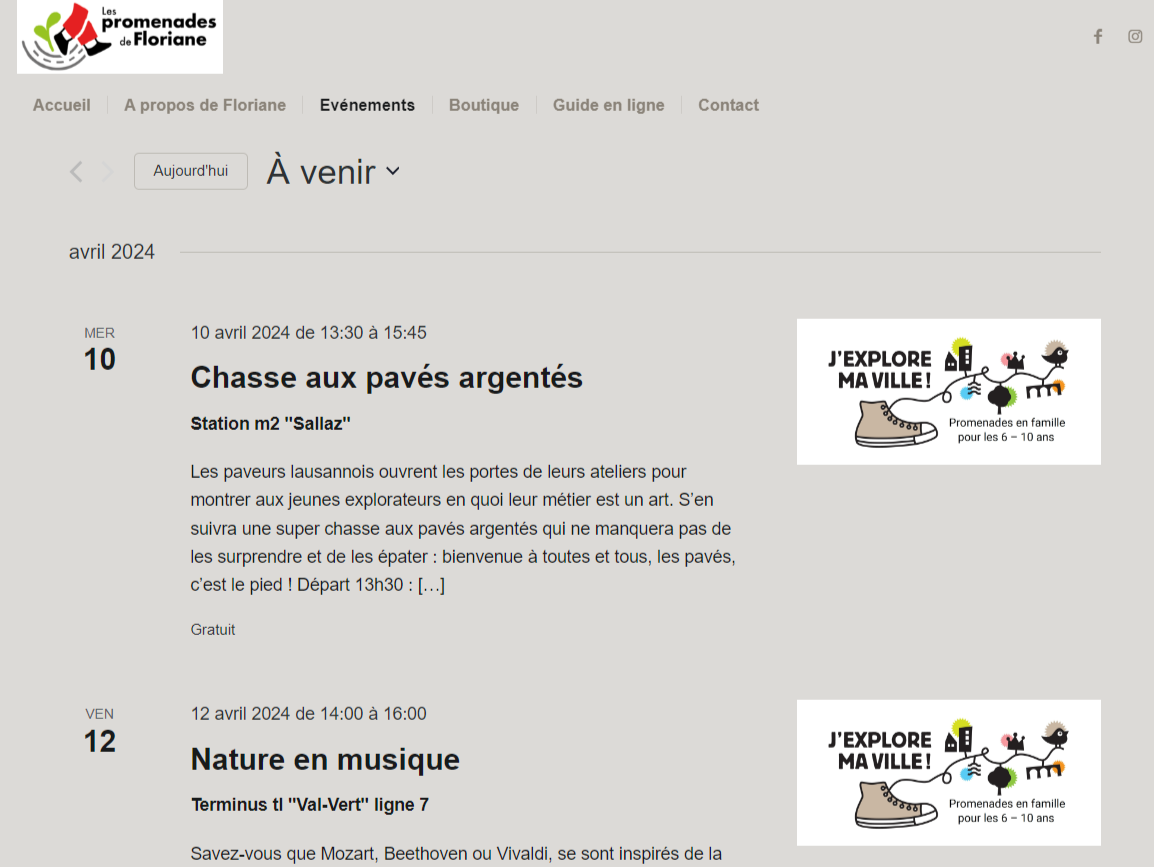 Les
promenades
de Floriane
Accueil A propos de Floriane Evénements Boutique Guide en ligne Contact
Aujourd'hui À venir
avril 2024
MER
10
10 avril 2024 de 13:30 à 15:45
Chasse aux pavés argentés
Station m2 "Sallaz"
Les paveurs lausannois ouvrent les portes de leurs ateliers pour
montrer aux jeunes explorateurs en quoi leur métier est un art. S’en
suivra une super chasse aux pavés argentés qui ne manquera pas de
les surprendre et de les épater : bienvenue à toutes et tous, les pavés,
c’est le pied ! Départ 13h30 : […]
Gratuit
J’EXPLORE
MA VILLE !
Promenades en famille
pour les 6 – 10 ans
VEN
12
12 avril 2024 de 14:00 à 16:00
Nature en musique
Terminus tl "Val-Vert" ligne 7
Savez-vous que Mozart, Beethoven ou Vivaldi, se sont inspirés de la
J’EXPLORE
MA VILLE !
Promenades en famille
pour les 6 – 10 ans